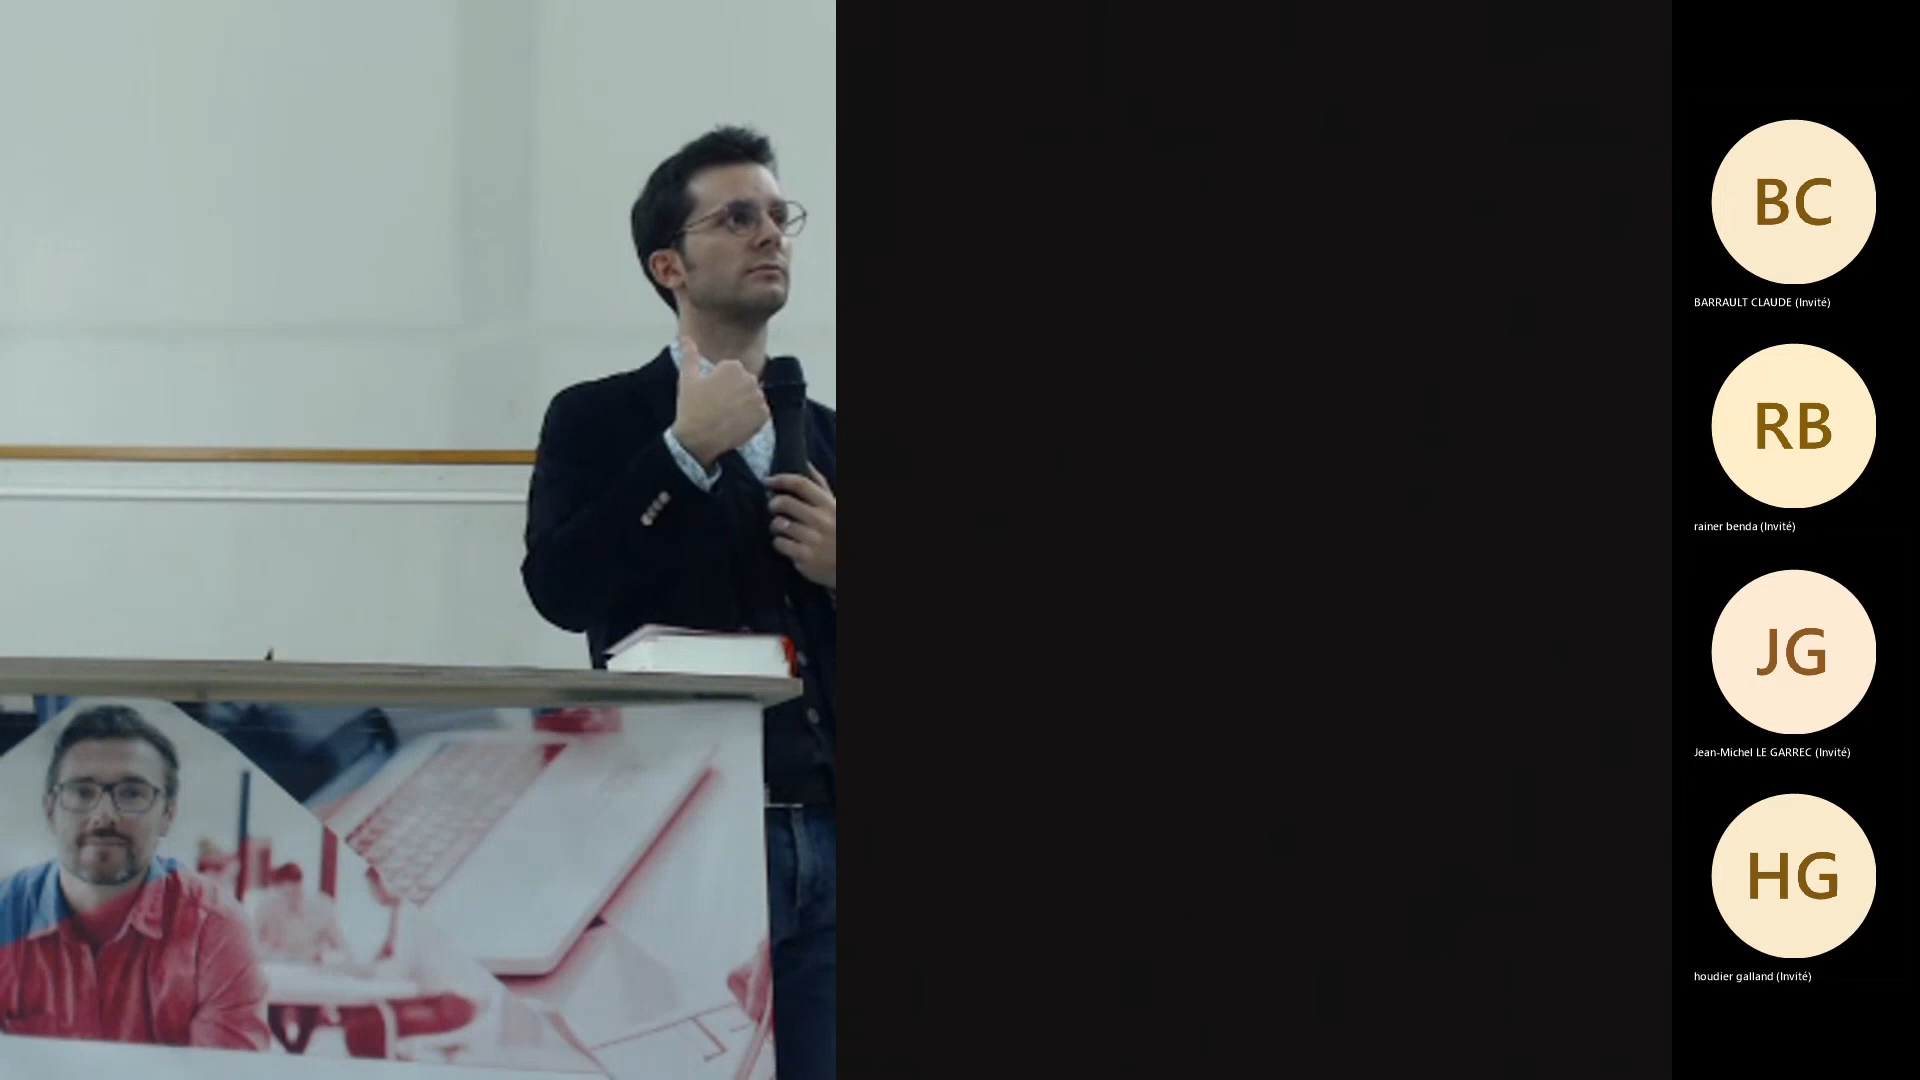 BC
BARRAULT CLAUDE (Invité)
RB
rainer benda (Invité)
JG
Jean-Michel LE GARREC (Invité)
HG
houdier galland (Invité)